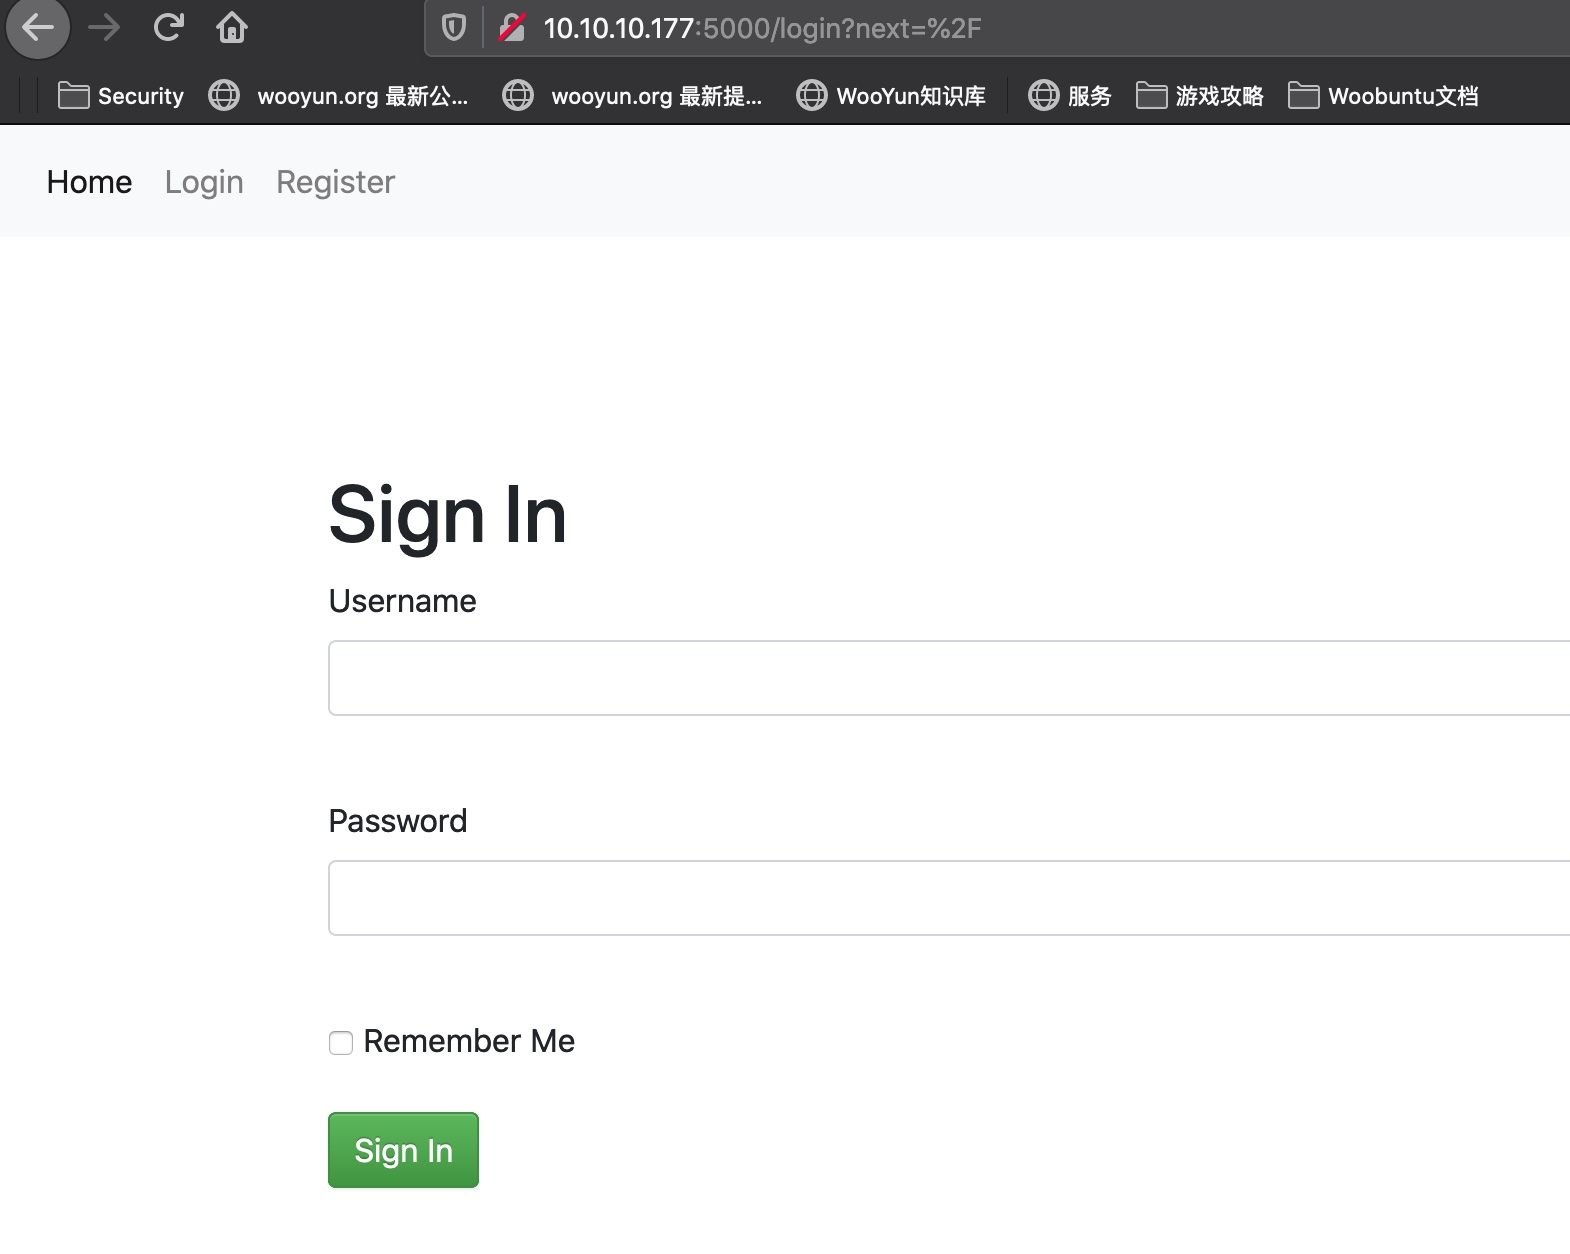 10.10.10.177:5000/login?next=%2F
Security wooyun.org 最新公... wooyun.org 最新提... WooYun知识库 服务 游戏攻略 Woobuntu文档
Home Login Register
Sign In
Username
Password
Remember Me
Sign In